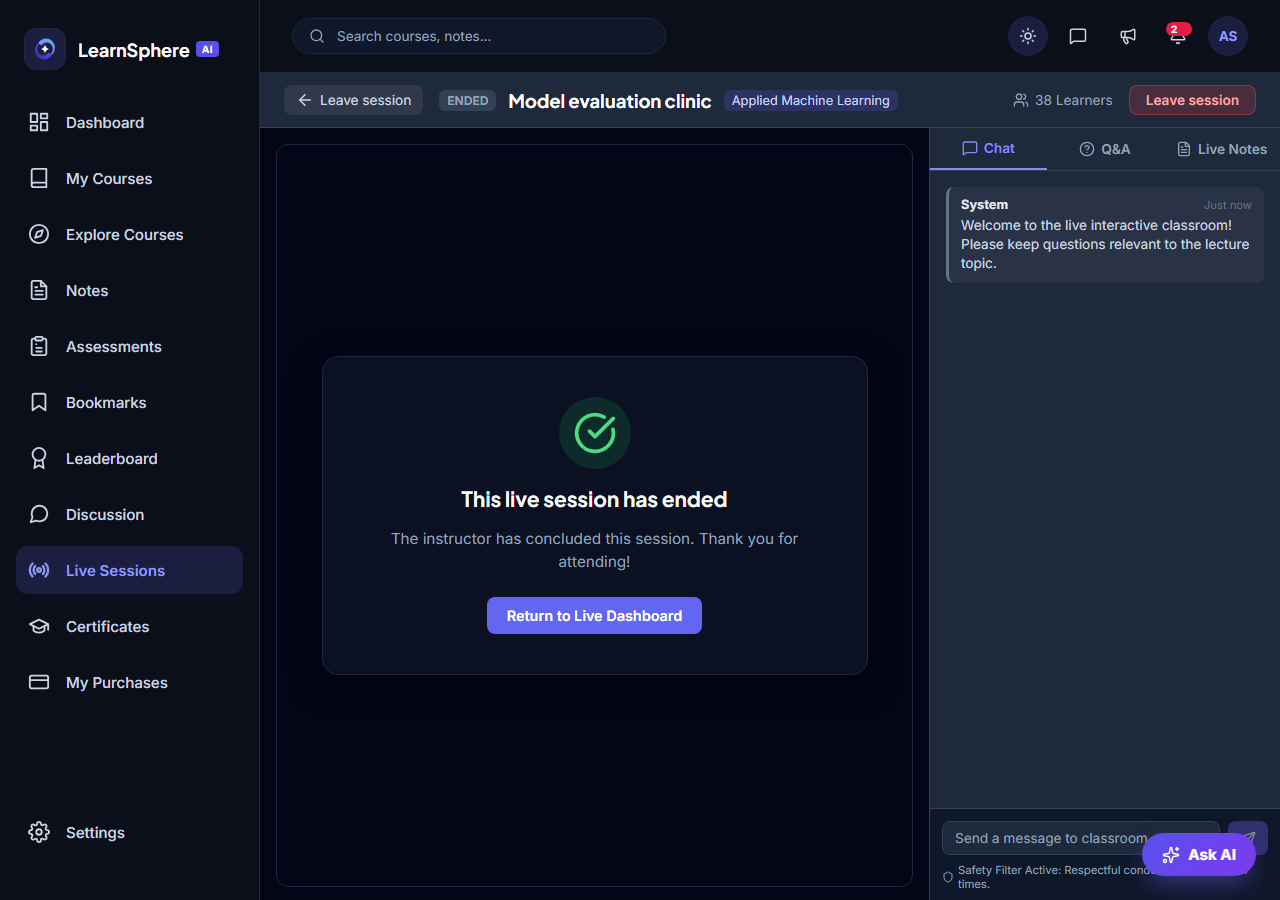 LearnSphere AI
Search courses, notes...
2
AS
Dashboard
My Courses
Explore Courses
Notes
Assessments
Bookmarks
Leaderboard
Discussion
Live Sessions
Certificates
My Purchases
Settings
Leave session
ENDED
Model evaluation clinic
Applied Machine Learning
38 Learners
Leave session
This live session has ended
The instructor has concluded this session. Thank you for
attending!
Return to Live Dashboard
Chat
Q&A
Live Notes
System
Just now
Welcome to the live interactive classroom!
Please keep questions relevant to the lecture
topic.
Send a message to classroom
Ask AI
Safety Filter Active: Respectful
times.